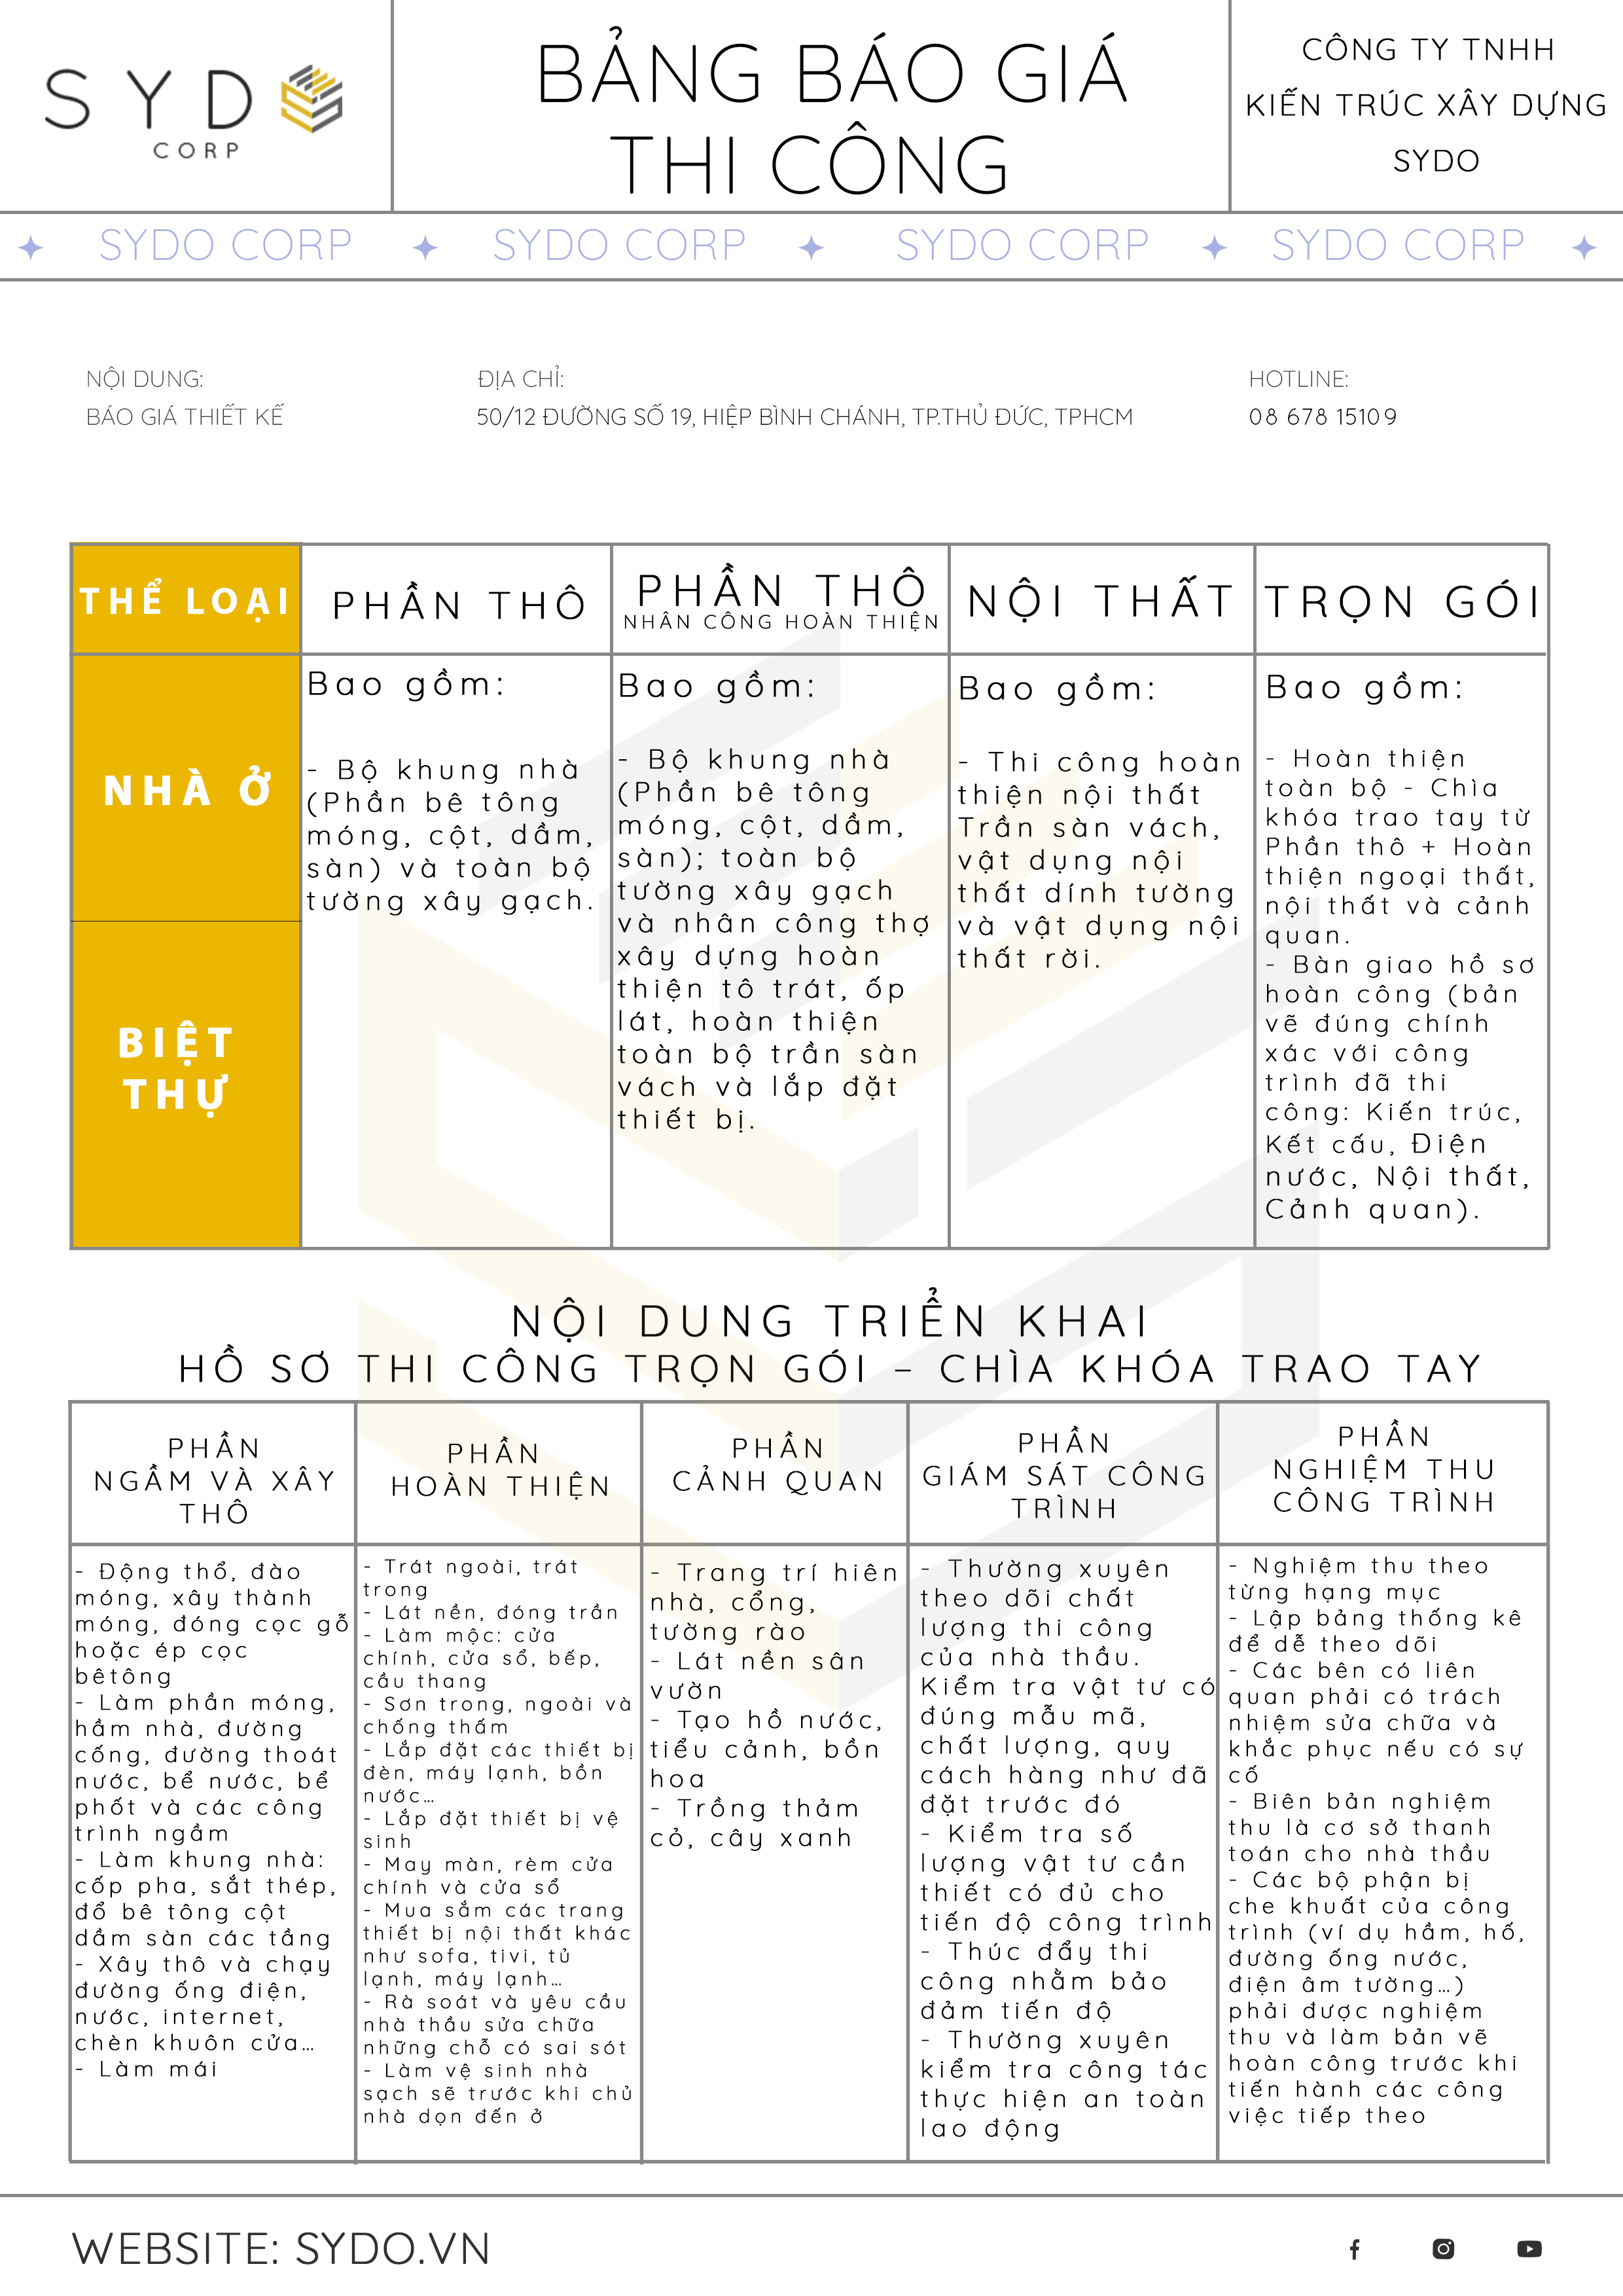 SYDO
CORP
BẢNG BÁO GIÁ
THI CÔNG
CÔNG TY TNHH
KIẾN TRÚC XÂY DỰNG
SYDO
SYDO CORP SYDO CORP SYDO CORP SYDO CORP
NỘI DUNG:
BÁO GIÁ THIẾT KẾ
ĐỊA CHỈ:
50/12 ĐƯỜNG SỐ 19, HIỆP BÌNH CHÁNH, TP.THỦ ĐỨC, TPHCM
HOTLINE:
08 678 15109
THỂ LOẠI
PHẦN THÔ
PHẦN THÔ
NHÂN CÔNG HOÀN THIỆN
NỘI THẤT
TRỌN GÓI
NHÀ Ở
BIỆT
THỰ
Bao gồm:
- Bộ khung nhà
(Phần bê tông
móng, cột, dầm,
sàn) và toàn bộ
tường xây gạch.
Bao gồm:
- Bộ khung nhà
(Phần bê tông
móng, cột, dầm,
sàn); toàn bộ
tường xây gạch
và nhân công thợ
xây dựng hoàn
thiện tô trát, ốp
lát, hoàn thiện
toàn bộ trần sàn
vách và lắp đặt
thiết bị.
Bao gồm:
- Thi công hoàn
thiện nội thất
Trần sàn vách,
vật dụng nội
thất dính tường
và vật dụng nội
thất rời.
Bao gồm:
- Hoàn thiện
toàn bộ - Chìa
khóa trao tay từ
Phần thô + Hoàn
thiện ngoại thất,
nội thất và cảnh
quan.
- Bàn giao hồ sơ
hoàn công (bản
vẽ đúng chính
xác với công
trình đã thi
công: Kiến trúc,
Kết cấu, Điện
nước, Nội thất,
Cảnh quan).
NỘI DUNG TRIỂN KHAI
HỒ SƠ THI CÔNG TRỌN GÓI – CHÌA KHÓA TRAO TAY
PHẦN
NGẦM VÀ XÂY
THÔ
PHẦN
HOÀN THIỆN
PHẦN
CẢNH QUAN
PHẦN
GIÁM SÁT CÔNG
TRÌNH
PHẦN
NGHIỆM THU
CÔNG TRÌNH
- Động thổ, đào
móng, xây thành
móng, đóng cọc gỗ
hoặc ép cọc
bêtông
- Làm phần móng,
hầm nhà, đường
cống, đường thoát
nước, bể nước, bể
phốt và các công
trình ngầm
- Làm khung nhà:
cốp pha, sắt thép,
đổ bê tông cột
dầm sàn các tầng
- Xây thô và chạy
đường ống điện,
nước, internet,
chèn khuôn cửa…
- Làm mái
- Trát ngoài, trát
trong
- Lát nền, đóng trần
- Làm mộc: cửa
chính, cửa sổ, bếp,
cầu thang
- Sơn trong, ngoài và
chống thấm
- Lắp đặt các thiết bị
đèn, máy lạnh, bồn
nước…
- Lắp đặt thiết bị vệ
sinh
- May màn, rèm cửa
chính và cửa sổ
- Mua sắm các trang
thiết bị nội thất khác
như sofa, tivi, tủ
lạnh, máy lạnh…
- Rà soát và yêu cầu
nhà thầu sửa chữa
những chỗ có sai sót
- Làm vệ sinh nhà
sạch sẽ trước khi chủ
nhà dọn đến ở
- Trang trí hiên
nhà, cổng,
tường rào
- Lát nền sân
vườn
- Tạo hồ nước,
tiểu cảnh, bồn
hoa
- Trồng thảm
cỏ, cây xanh
- Thường xuyên
theo dõi chất
lượng thi công
của nhà thầu.
Kiểm tra vật tư có
đúng mẫu mã,
chất lượng, quy
cách hàng như đã
đặt trước đó
- Kiểm tra số
lượng vật tư cần
thiết có đủ cho
tiến độ công trình
- Thúc đẩy thi
công nhằm bảo
đảm tiến độ
- Thường xuyên
kiểm tra công tác
thực hiện an toàn
lao động
- Nghiệm thu theo
từng hạng mục
- Lập bảng thống kê
để dễ theo dõi
- Các bên có liên
quan phải có trách
nhiệm sửa chữa và
khắc phục nếu có sự
cố
- Biên bản nghiệm
thu là cơ sở thanh
toán cho nhà thầu
- Các bộ phận bị
che khuất của công
trình (ví dụ hầm, hố,
đường ống nước,
điện âm tường…)
phải được nghiệm
thu và làm bản vẽ
hoàn công trước khi
tiến hành các công
việc tiếp theo
WEBSITE: SYDO.VN